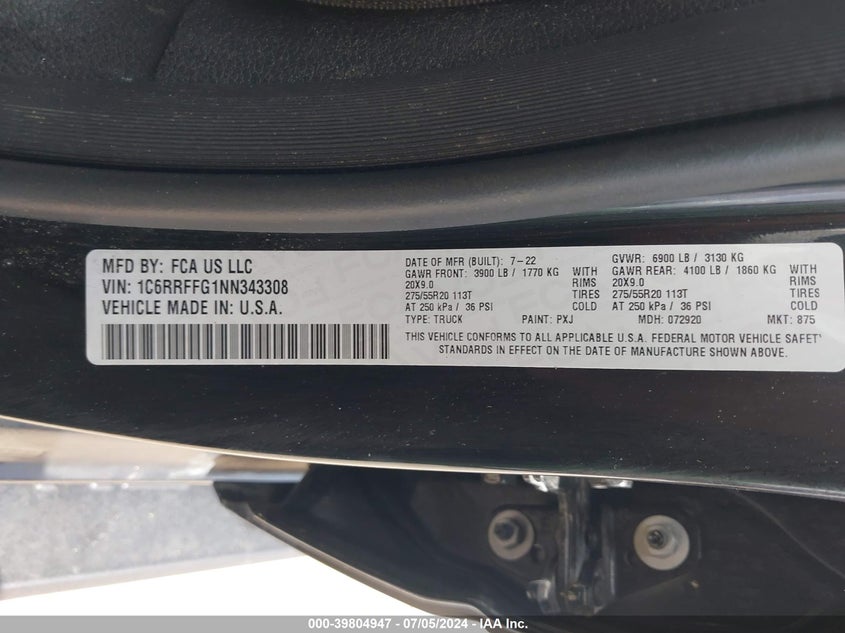 MFD BY: FCA US LLC
VIN: 1C6RRFFG1NN343308
VEHICLE MADE IN: U.S.A.
DATE OF MFR (BUILT): 7-22
GVWR: 6900 LB / 3130 KG
GAWR FRONT: 3900 LB / 1770 KG WITH
GAWR REAR: 4100 LB / 1860 KG WITH
20X9.0 RIMS
20X9.0 RIMS
275/55R20 113T
275/55R20 113T
AT 250 kPa / 36 PSI COLD
AT 250 kPa / 36 PSI COLD
TYPE: TRUCK PAINT: PXJ MDH: 072920 MKT: 875
THIS VEHICLE CONFORMS TO ALL APPLICABLE U.S.A. FEDERAL MOTOR VEHICLE SAFETY
STANDARDS IN EFFECT ON THE DATE OF MANUFACTURE SHOWN ABOVE.
000-39804947 - 07/05/2024 - IAA Inc.